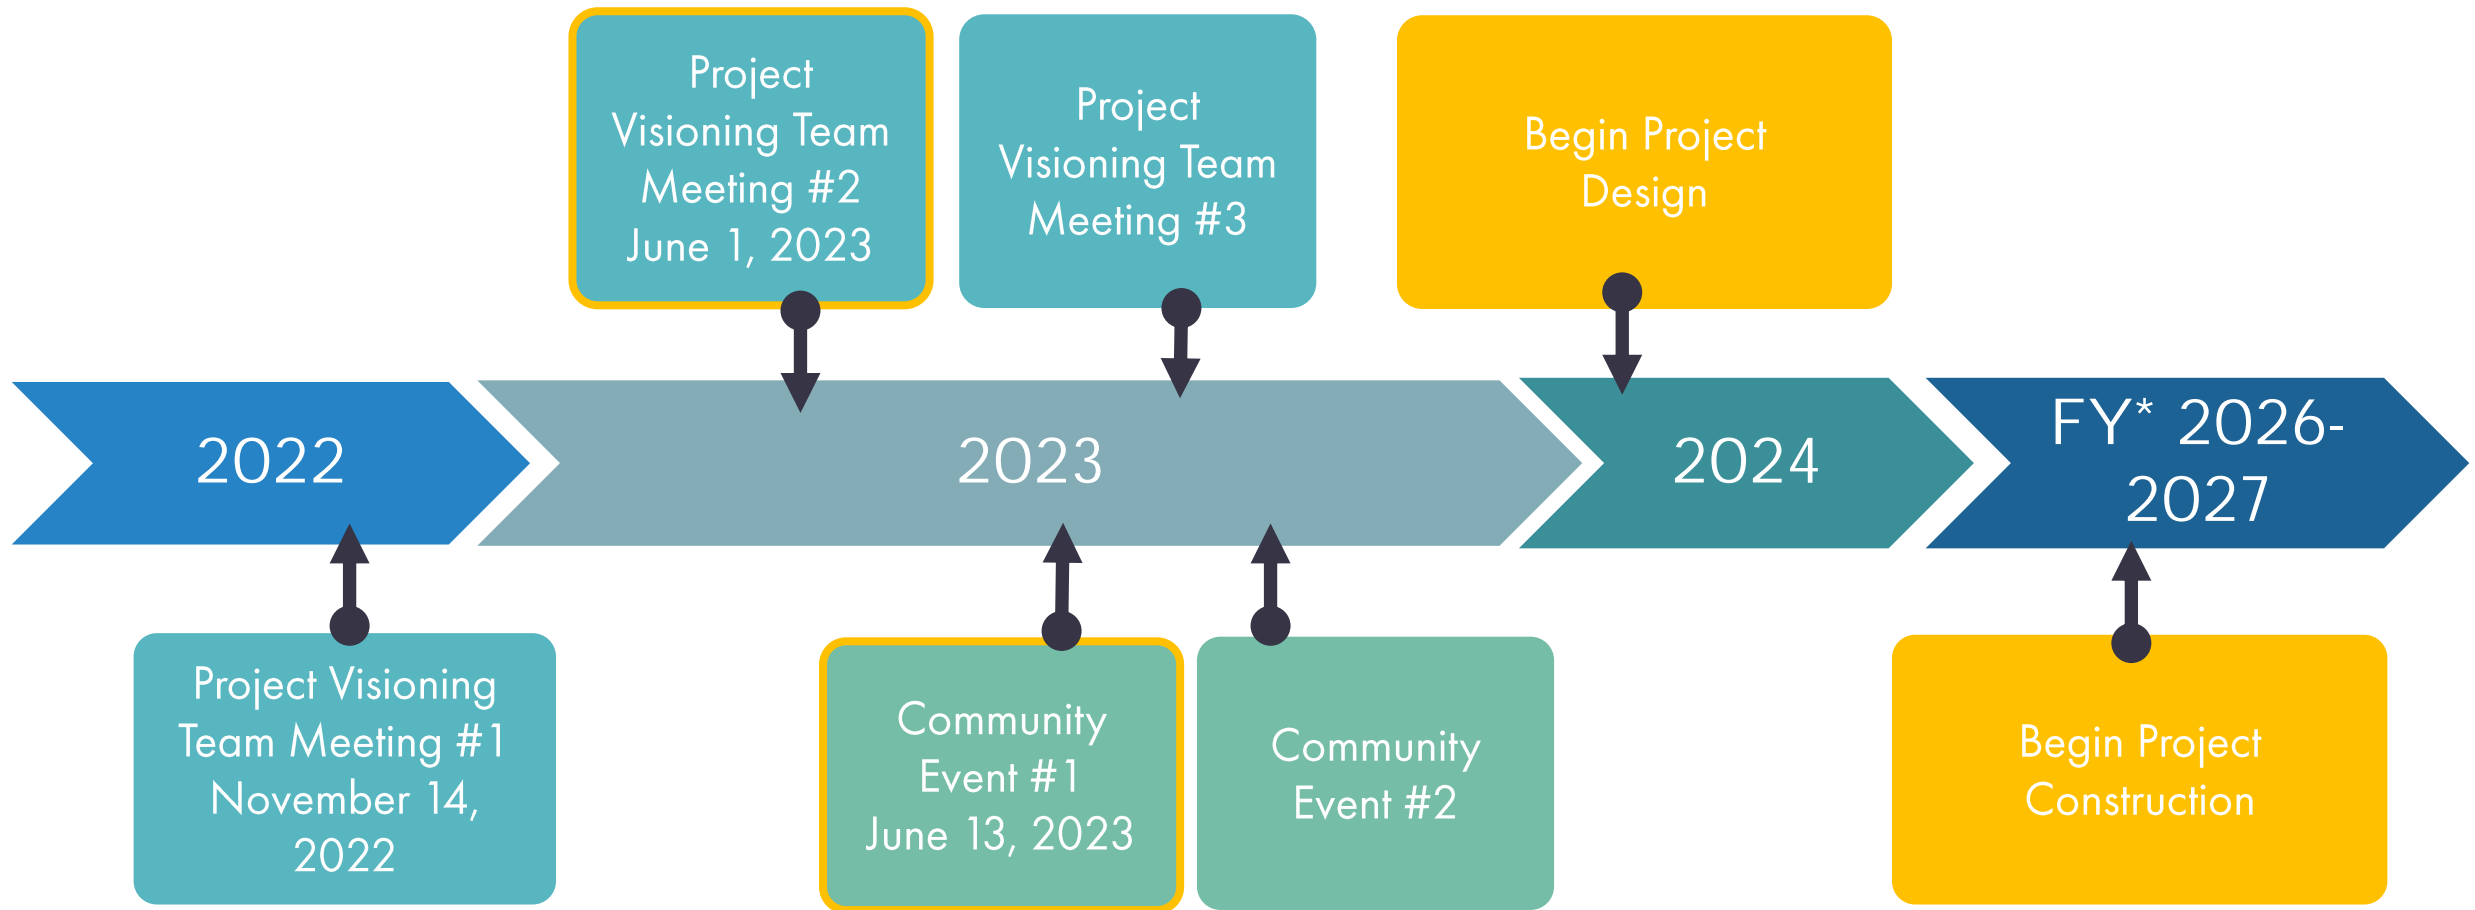 Project
Visioning Team
Meeting #2
June 1, 2023
Project
Visioning Team
Meeting #3
Begin Project
Design
2022
2023
2024
FY* 2026-
2027
Project Visioning
Team Meeting #1
November 14,
2022
Community
Event #1
June 13, 2023
Community
Event #2
Begin Project
Construction